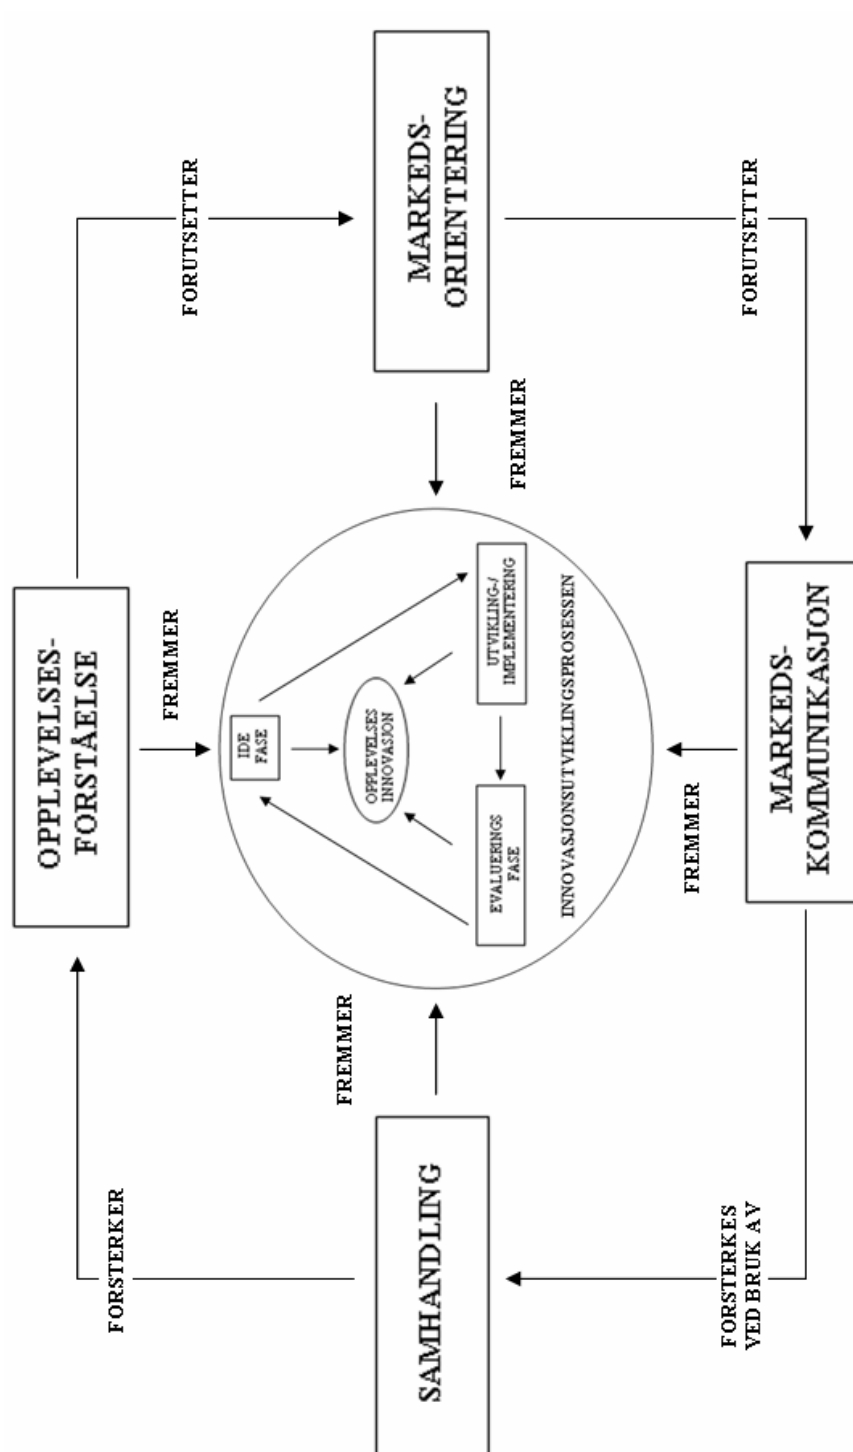 OPPLEVELSES-
FORSTÅELSE
FORSTERKER
FREMMER
FORUTSETTER
IDE
FASE
FREMMER
OPPLEVELSES
INNOVASJON
SAMHANDLING
MARKEDS-
ORIENTERING
EVALUERINGS
FASE
UTVIKLING-/
IMPLEMENTERING
FREMMER
INNOVASJONSUTVIKLINGSPROSESSEN
FREMMER
FORSTERKES
VED BRUK AV
FORUTSETTER
MARKEDS-
KOMMUNIKASJON